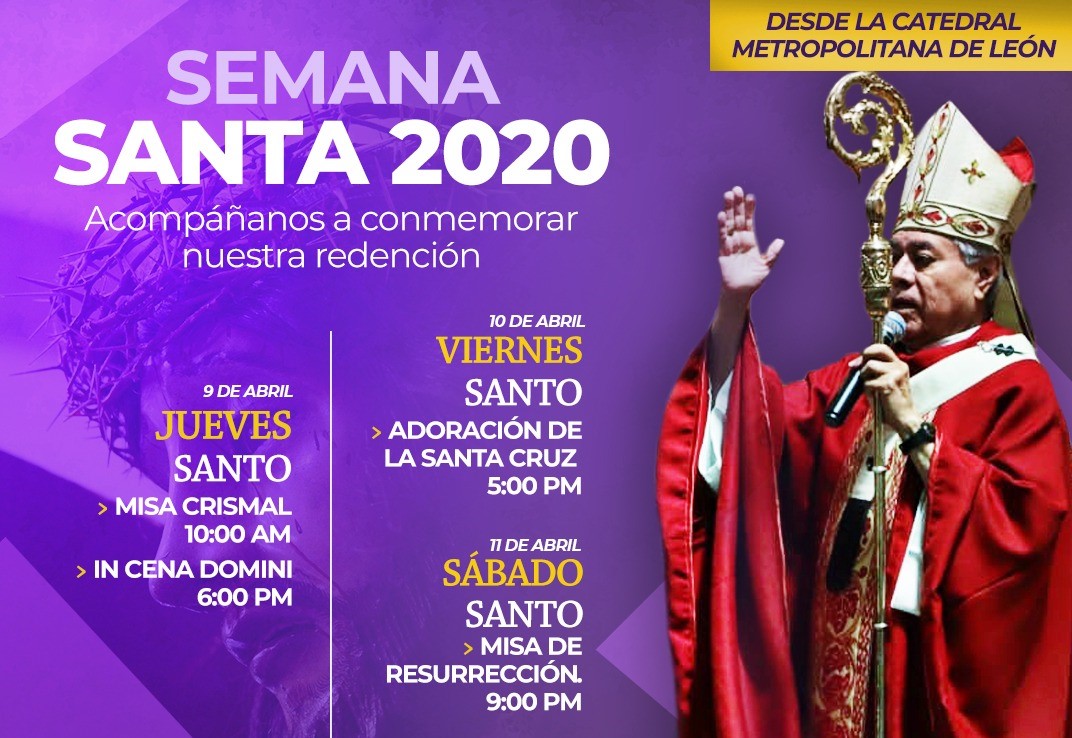 DESDE LA CATEDRAL
METROPOLITANA DE LEÓN
SEMANA
SANTA 2020
Acompáñanos a conmemorar
nuestra redención
9 DE ABRIL
JUEVES
SANTO
> MISA CRISMAL
10:00 AM
> IN CENA DOMINI
6:00 PM
10 DE ABRIL
VIERNES
SANTO
> ADORACIÓN DE
LA SANTA CRUZ
5:00 PM
11 DE ABRIL
SÁBADO
SANTO
> MISA DE
RESURRECCIÓN.
9:00 PM